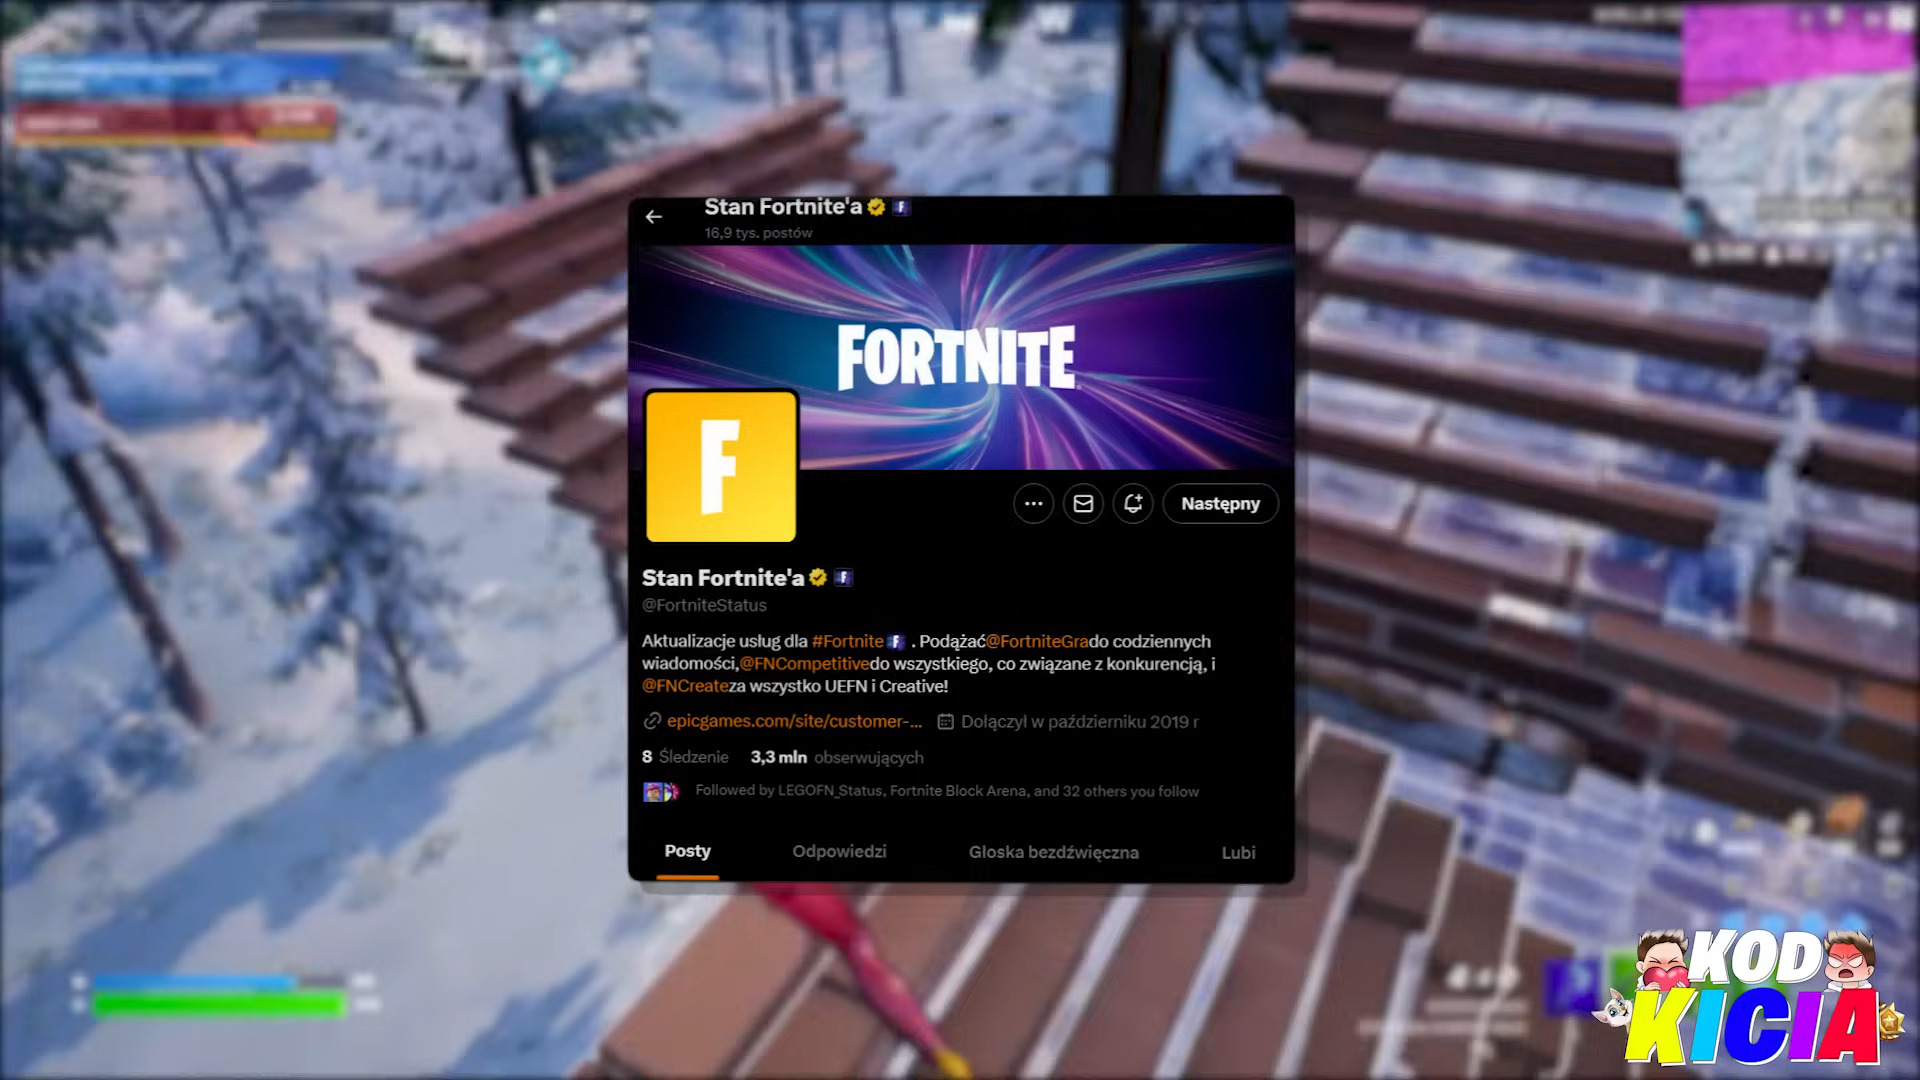 Stan Fortnite'a
16,9 tys. postów
FORTNITE
F
Następny
Stan Fortnite'a
@FortniteStatus
Aktualizacje usług dla #Fortnite . Podążać@FortniteGrado codziennych
wiadomości,@FNCompetitivedo wszystkiego, co związane z konkurencją, i
@FNCreateza wszystko UEFN i Creative!
epicgames.com/site/customer-... Dołączył w październiku 2019 r
8 Śledzenie 3,3 mln obserwujących
Followed by LEGOFN_Status, Fortnite Block Arena, and 32 others you follow
Posty Odpowiedzi Głoska bezdźwięczna Lubi
KOD
KICIA